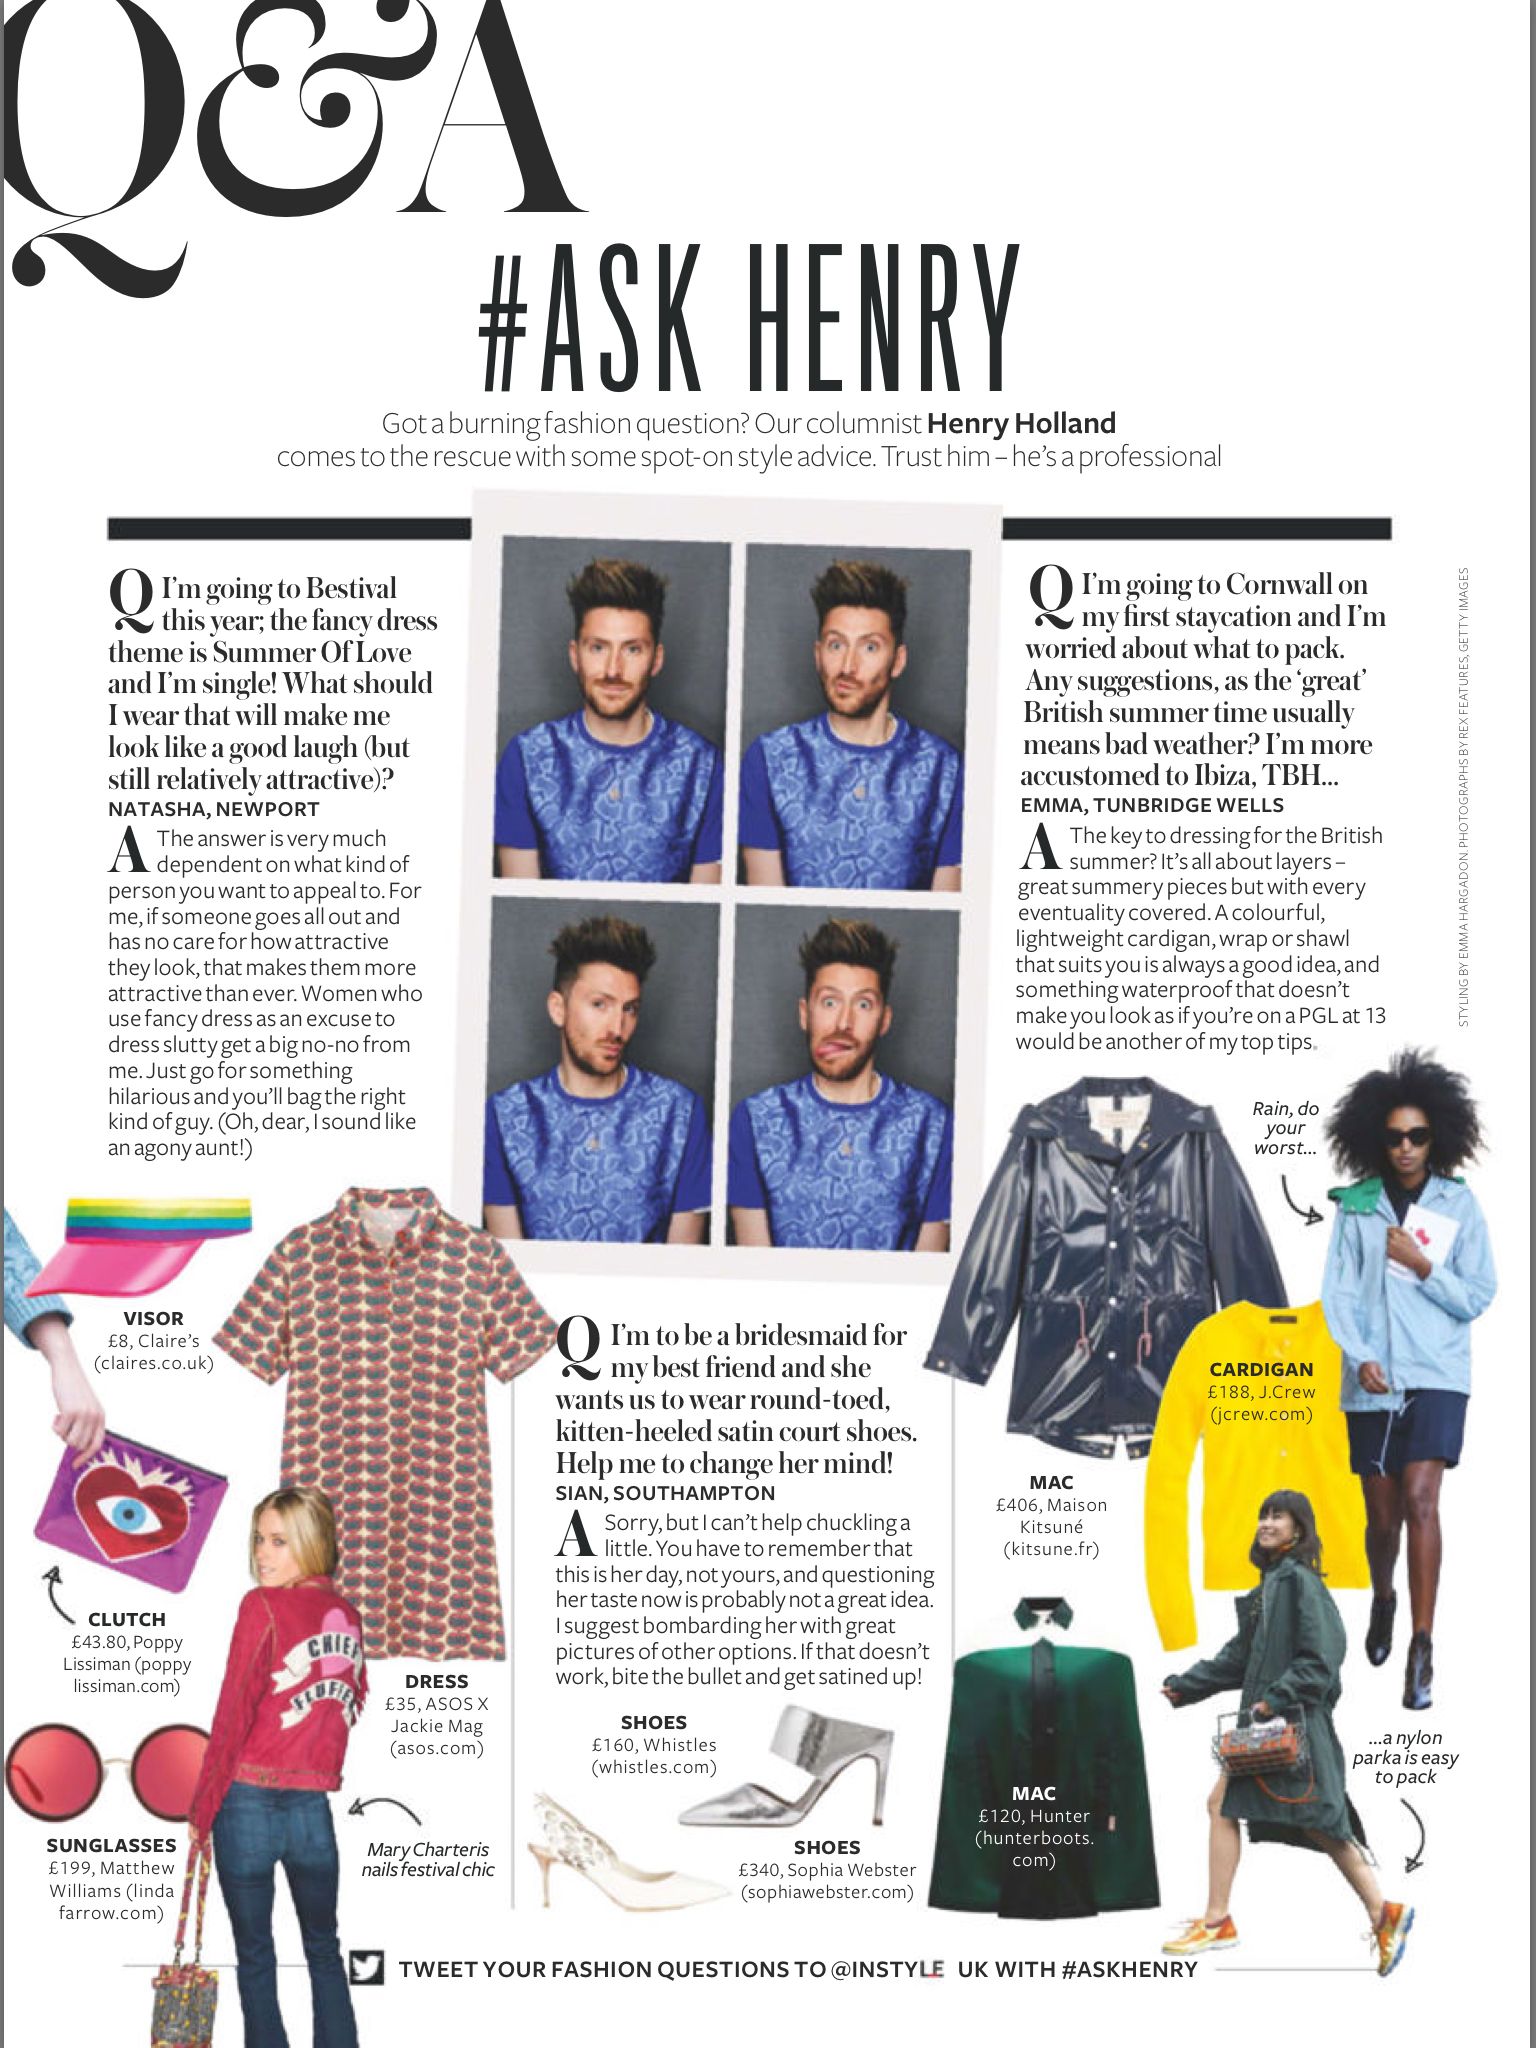 Q&A
#ASK HENRY
Got a burning fashion question? Our columnist Henry Holland
comes to the rescue with some spot-on style advice. Trust him – he's a professional
Q I'm going to Bestival
this year; the fancy dress
theme is Summer Of Love
and I'm single! What should
I wear that will make me
look like a good laugh (but
still relatively attractive)?
NATASHA, NEWPORT
A The answer is very much
dependent on what kind of
person you want to appeal to. For
me, if someone goes all out and
has no care for how attractive
they look, that makes them more
attractive than ever. Women who
use fancy dress as an excuse to
dress slutty get a big no-no from
me. Just go for something
hilarious and you'll bag the right
kind of guy. (Oh, dear, I sound like
an agony aunt!)
VISOR
£8, Claire's
(claires.co.uk)
CLUTCH
£43.80, Poppy
Lissiman (poppy
lissiman.com)
SUNGLASSES
£199, Matthew
Williams (linda
farrow.com)
CHIEF
FLUFIE
DRESS
£35, ASOS X
Jackie Mag
(asos.com)
Mary Charteris
nails festival chic
Q I'm to be a bridesmaid for
my best friend and she
wants us to wear round-toed,
kitten-heeled satin court shoes.
Help me to change her mind!
SIAN, SOUTHAMPTON
A Sorry, but I can't help chuckling a
little. You have to remember that
this is her day, not yours, and questioning
her taste now is probably not a great idea.
I suggest bombarding her with great
pictures of other options. If that doesn't
work, bite the bullet and get satined up!
SHOES
£160, Whistles
(whistles.com)
SHOES
£340, Sophia Webster
(sophiawebster.com)
Q I'm going to Cornwall on
my first staycation and I'm
worried about what to pack.
Any suggestions, as the 'great'
British summer time usually
means bad weather? I'm more
accustomed to Ibiza, TBH...
EMMA, TUNBRIDGE WELLS
A The key to dressing for the British
summer? It's all about layers –
great summery pieces but with every
eventuality covered. A colourful,
lightweight cardigan, wrap or shawl
that suits you is always a good idea, and
something waterproof that doesn't
make you look as if you're on a PGL at 13
would be another of my top tips.
Rain, do
your
worst...
CARDIGAN
£188, J.Crew
(jcrew.com)
MAC
£406, Maison
Kitsuné
(kitsune.fr)
MAC
£120, Hunter
(hunterboots.
com)
...a nylon
parka is easy
to pack
STYLING BY EMMA HARGADON. PHOTOGRAPHS BY REX FEATURES, GETTY IMAGES
TWEET YOUR FASHION QUESTIONS TO @INSTYLE UK WITH #ASKHENRY